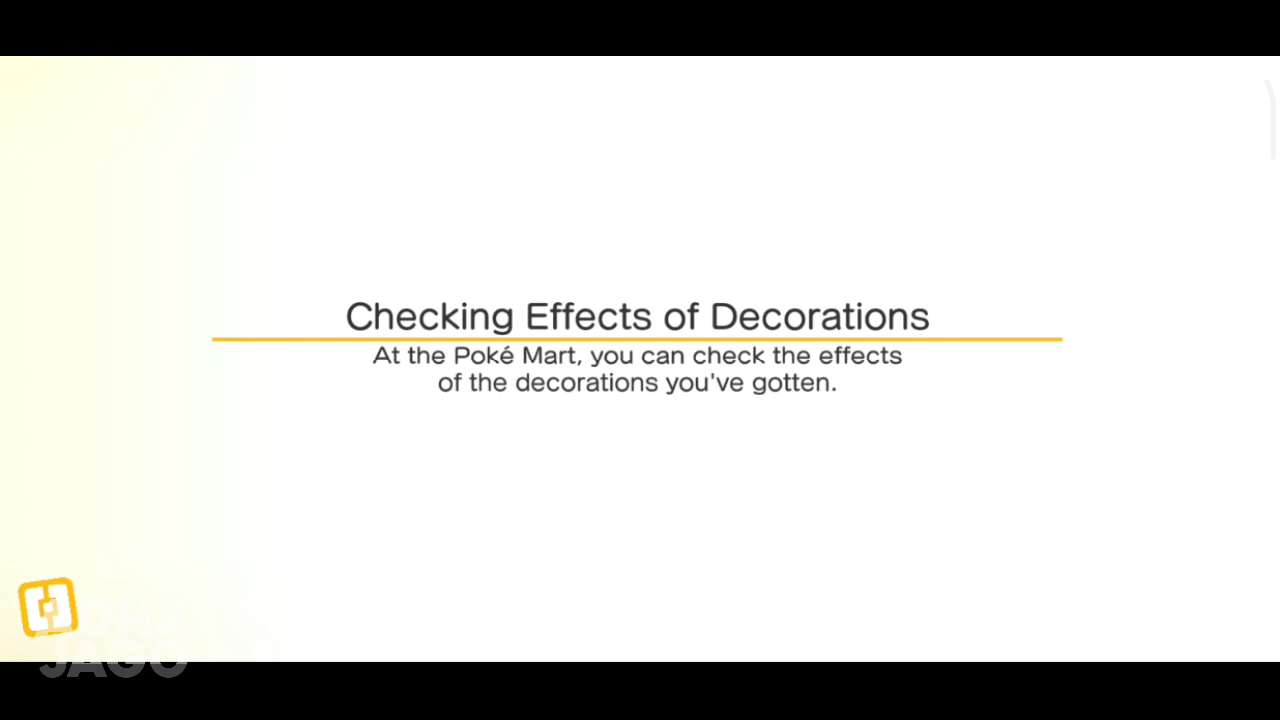 Checking Effects of Decorations
At the Poké Mart, you can check the effects
of the decorations you've gotten.
JAGO